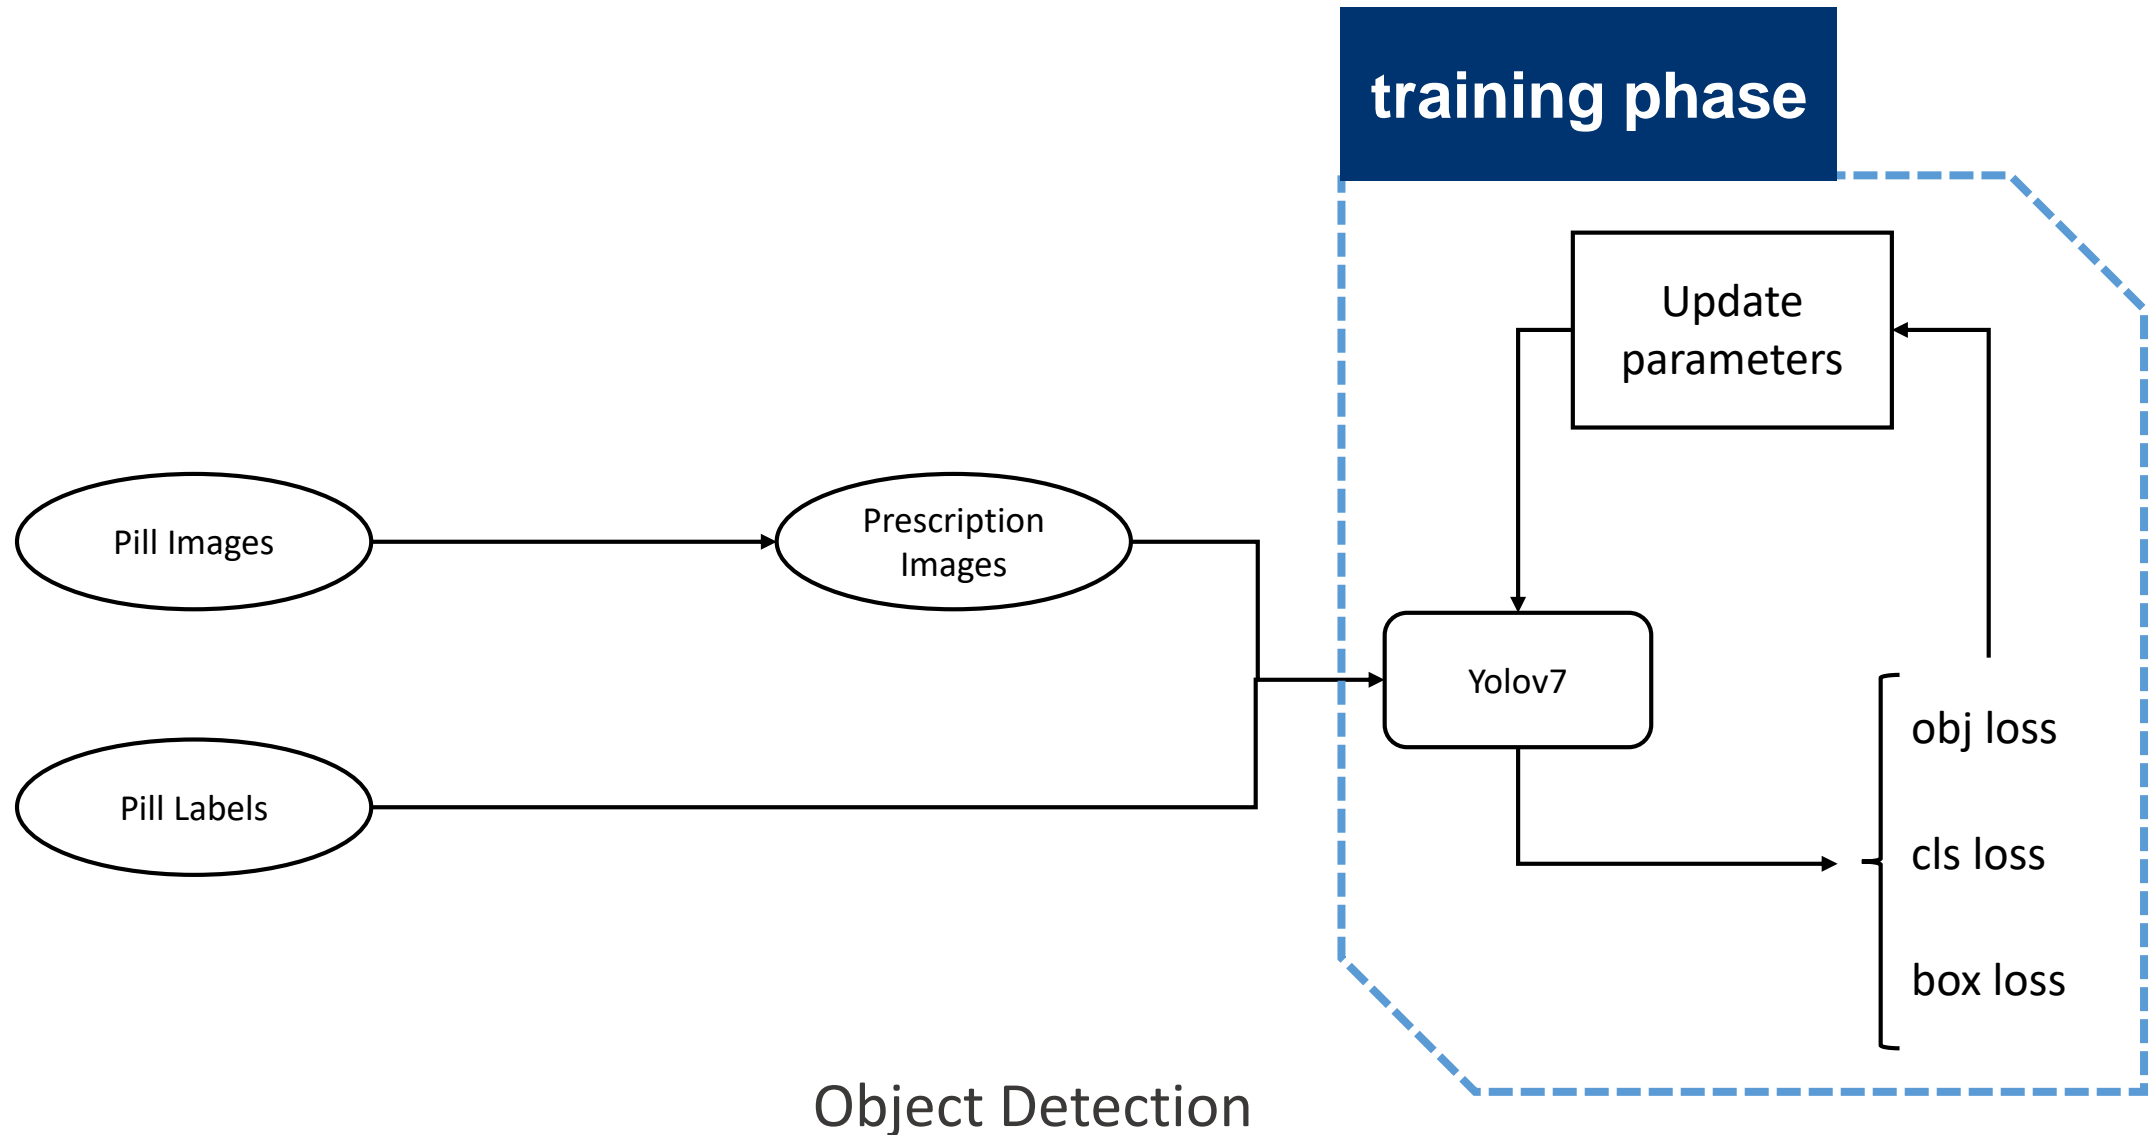 training phase
Update
parameters
Pill Images
Prescription
Images
Yolov7
Pill Labels
obj loss
cls loss
box loss
Object Detection